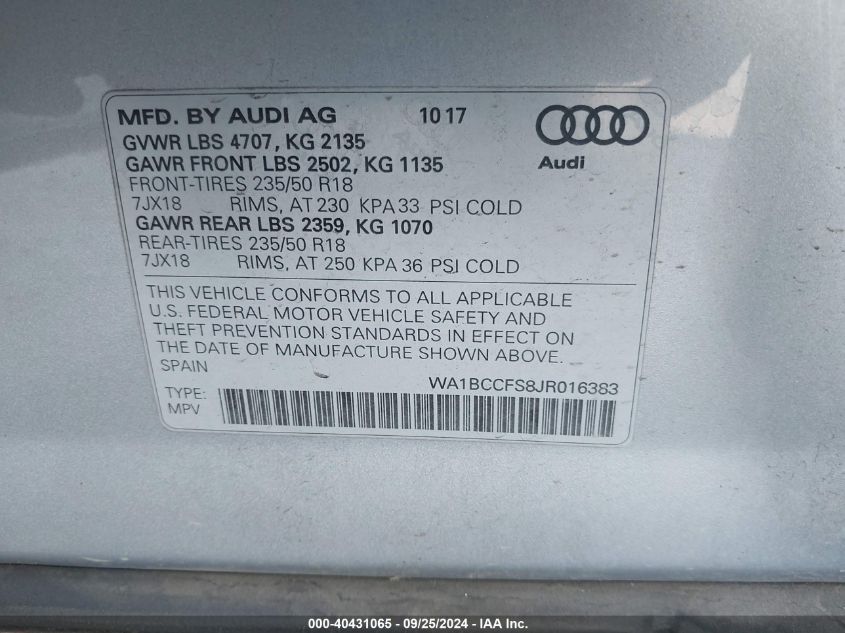 MFD. BY AUDI AG 10 17
GVWR LBS 4707, KG 2135
GAWR FRONT LBS 2502, KG 1135
Audi
FRONT-TIRES 235/50 R18
7JX18 RIMS, AT 230 KPA 33 PSI COLD
GAWR REAR LBS 2359, KG 1070
REAR-TIRES 235/50 R18
7JX18 RIMS, AT 250 KPA 36 PSI COLD
THIS VEHICLE CONFORMS TO ALL APPLICABLE
U.S. FEDERAL MOTOR VEHICLE SAFETY AND
THEFT PREVENTION STANDARDS IN EFFECT ON
THE DATE OF MANUFACTURE SHOWN ABOVE.
SPAIN
WA1BCCFS8JR016383
TYPE:
MPV
000-40431065 - 09/25/2024 - IAAI Inc.